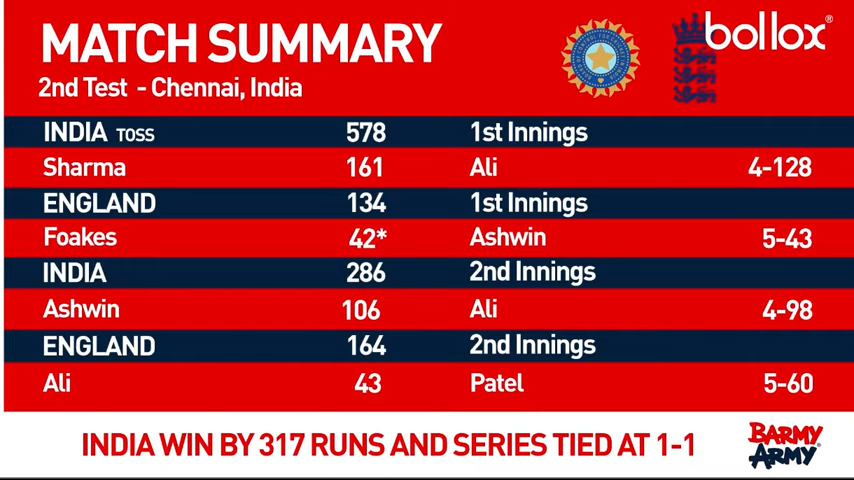 MATCH SUMMARY
bollox®
2nd Test - Chennai, India
INDIA TOSS 578 1st Innings
Sharma 161 Ali 4-128
ENGLAND 134 1st Innings
Foakes 42* Ashwin 5-43
INDIA 286 2nd Innings
Ashwin 106 Ali 4-98
ENGLAND 164 2nd Innings
Ali 43 Patel 5-60
INDIA WIN BY 317 RUNS AND SERIES TIED AT 1-1
BARMY
ARMY